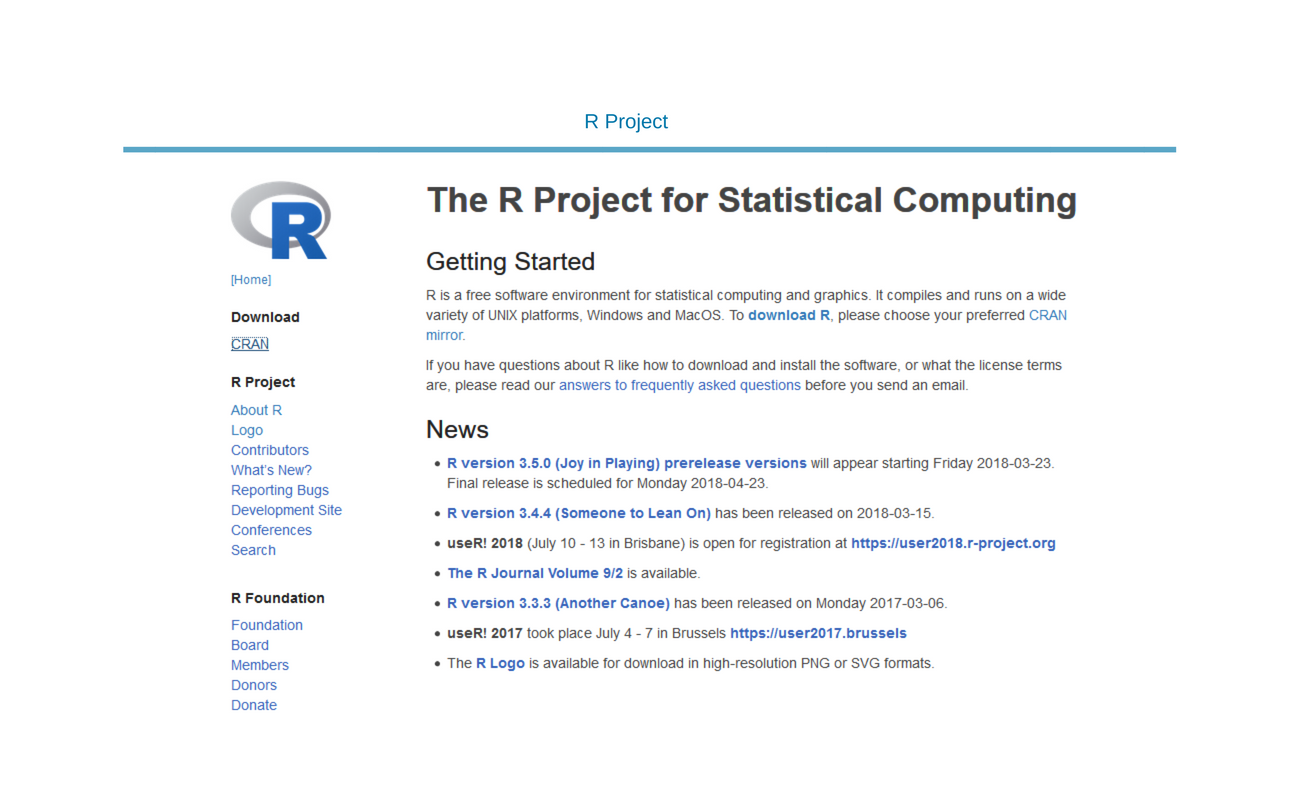 R Project
R
[Home]
Download
CRAN
R Project
About R
Logo
Contributors
What's New?
Reporting Bugs
Development Site
Conferences
Search
R Foundation
Foundation
Board
Members
Donors
Donate
The R Project for Statistical Computing
Getting Started
R is a free software environment for statistical computing and graphics. It compiles and runs on a wide
variety of UNIX platforms, Windows and MacOS. To download R, please choose your preferred CRAN
mirror.
If you have questions about R like how to download and install the software, or what the license terms
are, please read our answers to frequently asked questions before you send an email.
News
• R version 3.5.0 (Joy in Playing) prerelease versions will appear starting Friday 2018-03-23.
Final release is scheduled for Monday 2018-04-23.
• R version 3.4.4 (Someone to Lean On) has been released on 2018-03-15.
• useR! 2018 (July 10 - 13 in Brisbane) is open for registration at https://user2018.r-project.org
• The R Journal Volume 9/2 is available.
• R version 3.3.3 (Another Canoe) has been released on Monday 2017-03-06.
• useR! 2017 took place July 4 - 7 in Brussels https://user2017.brussels
• The R Logo is available for download in high-resolution PNG or SVG formats.